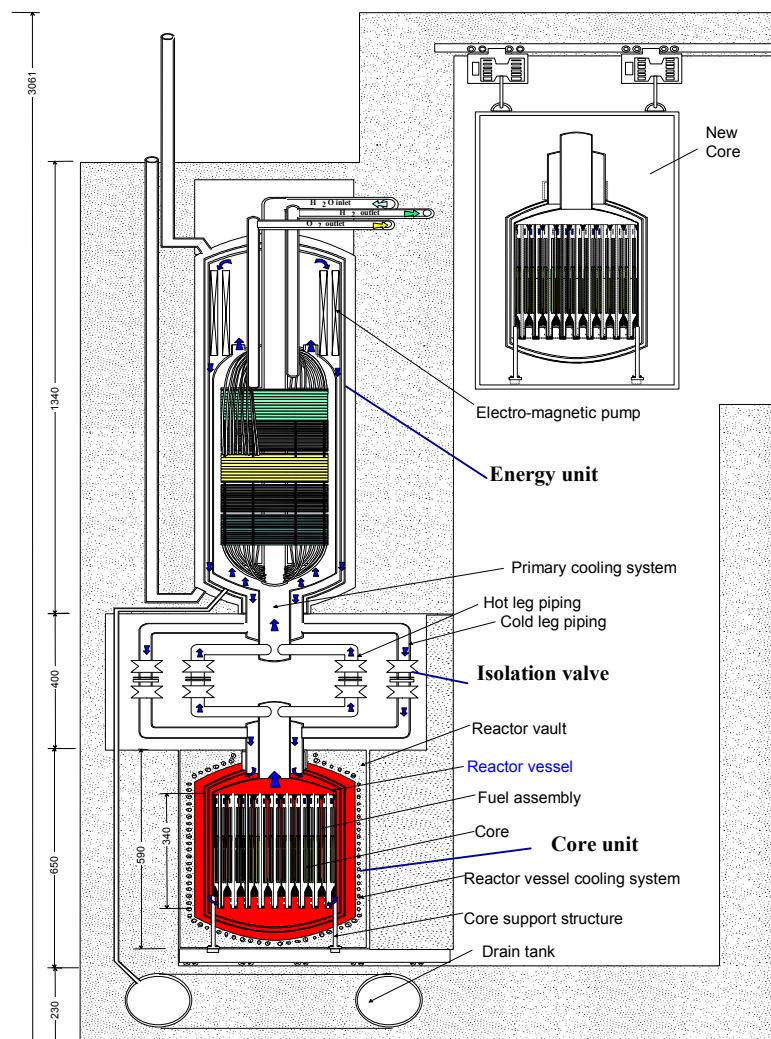 3061
New
Core
H 2 O inlet
H 2 outlet
O 2 outlet
1340
Electro-magnetic pump
Energy unit
Primary cooling system
Hot leg piping
Cold leg piping
400
Isolation valve
Reactor vault
Reactor vessel
Fuel assembly
340
590
650
Core
Core unit
Reactor vessel cooling system
Core support structure
Drain tank
230